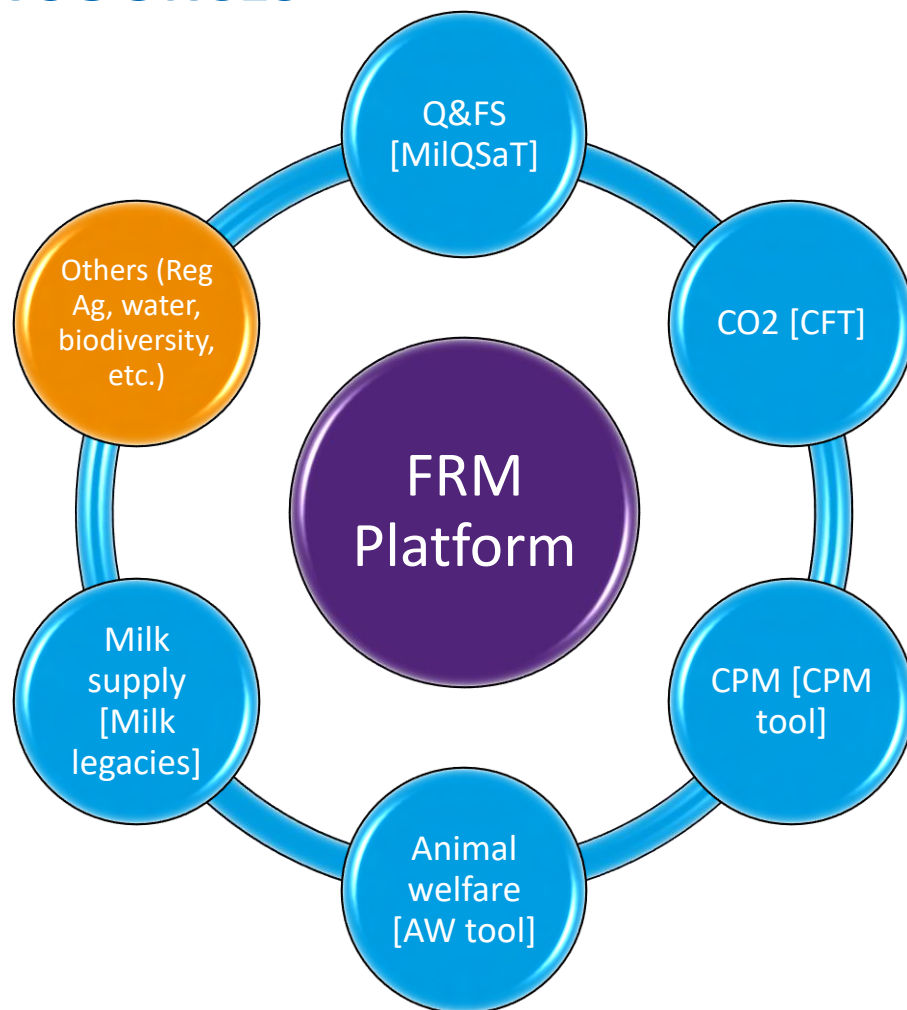 Q&FS
[MilQSaT]
CO2 [CFT]
CPM [CPM
tool]
Animal
welfare
[AW tool]
Milk
supply
[Milk
legacies]
Others (Reg
Ag, water,
biodiversity,
etc.)
FRM
Platform